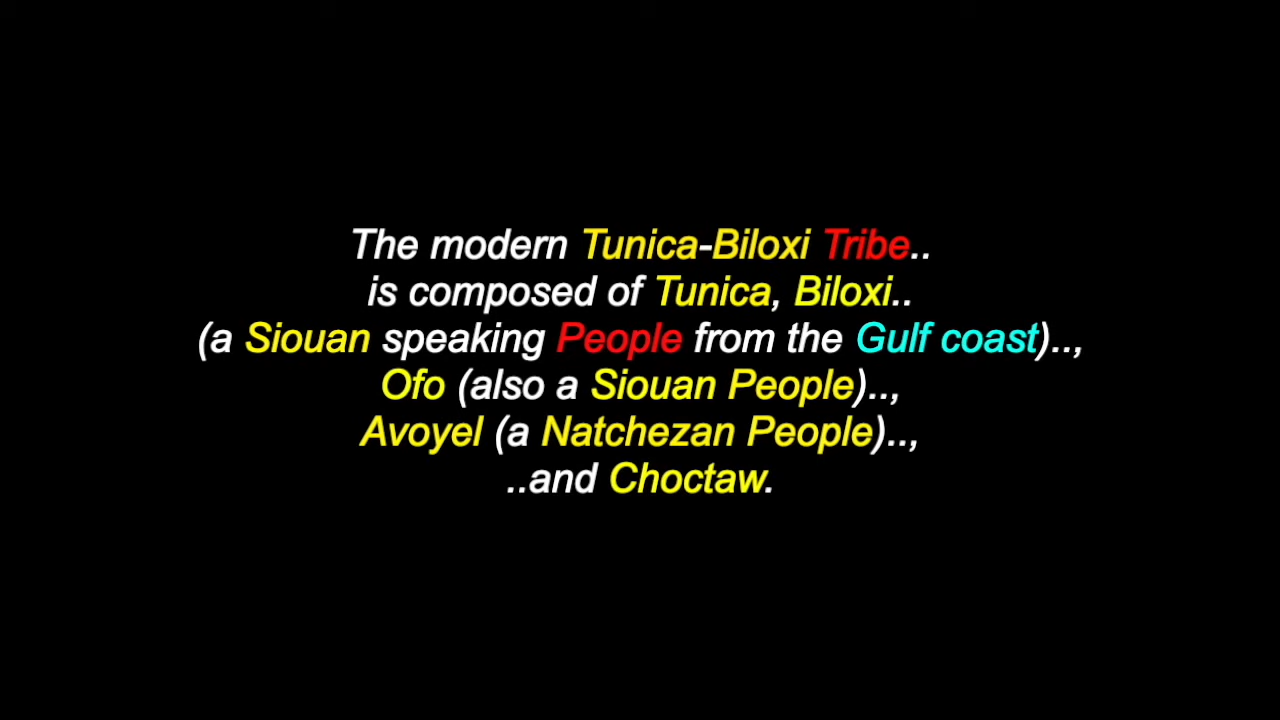 The modern Tunica-Biloxi Tribe..
is composed of Tunica, Biloxi..
(a Siouan speaking People from the Gulf coast)..,
Ofo (also a Siouan People)..,
Avoyel (a Natchezan People)..,
..and Choctaw.